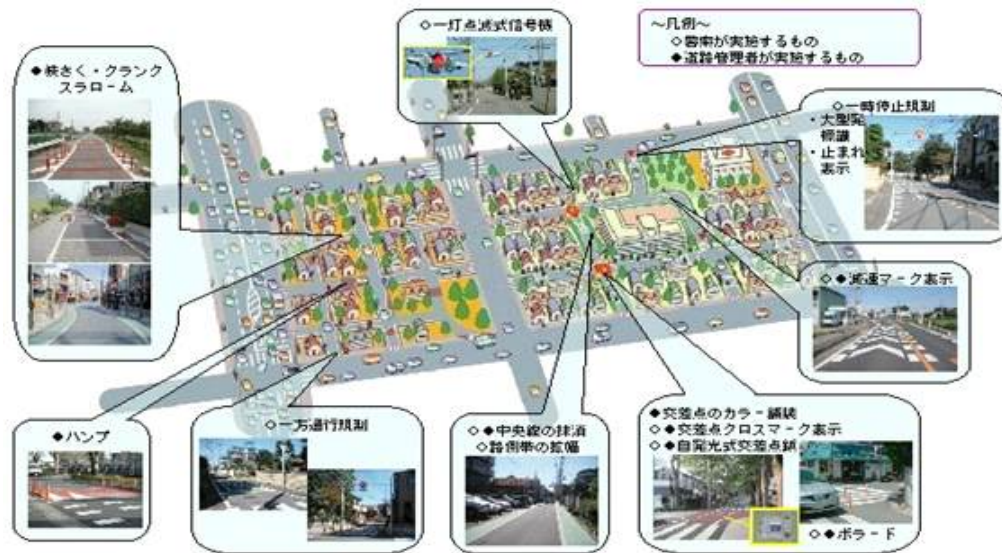 ◇一灯点滅式信号機
～凡例～
◇警察が実施するもの
◆道路管理者が実施するもの
◆狭さく・クランク
スラローム
◇一時停止規制
・大型発
標識
・止まれ
表示
◇◆減速マーク表示
◆ハンプ
◇一方通行規制
◇◆中央線の抹消
◇路側帯の拡幅
◆交差点のカラー舗装
◇◆交差点クロスマーク表示
◇◆自発光式交差点鋲
◇◆ボラード